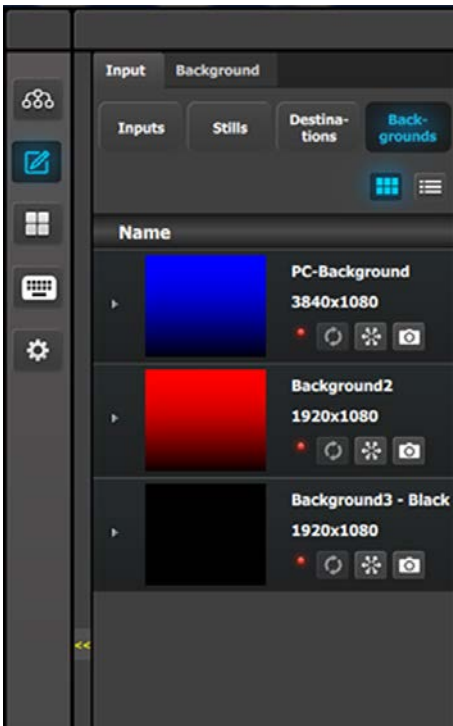 Input Background
Inputs Stills Destina-
tions Back-
grounds
Name
PC-Background
3840x1080
Background2
1920x1080
Background3 - Black
1920x1080
<<